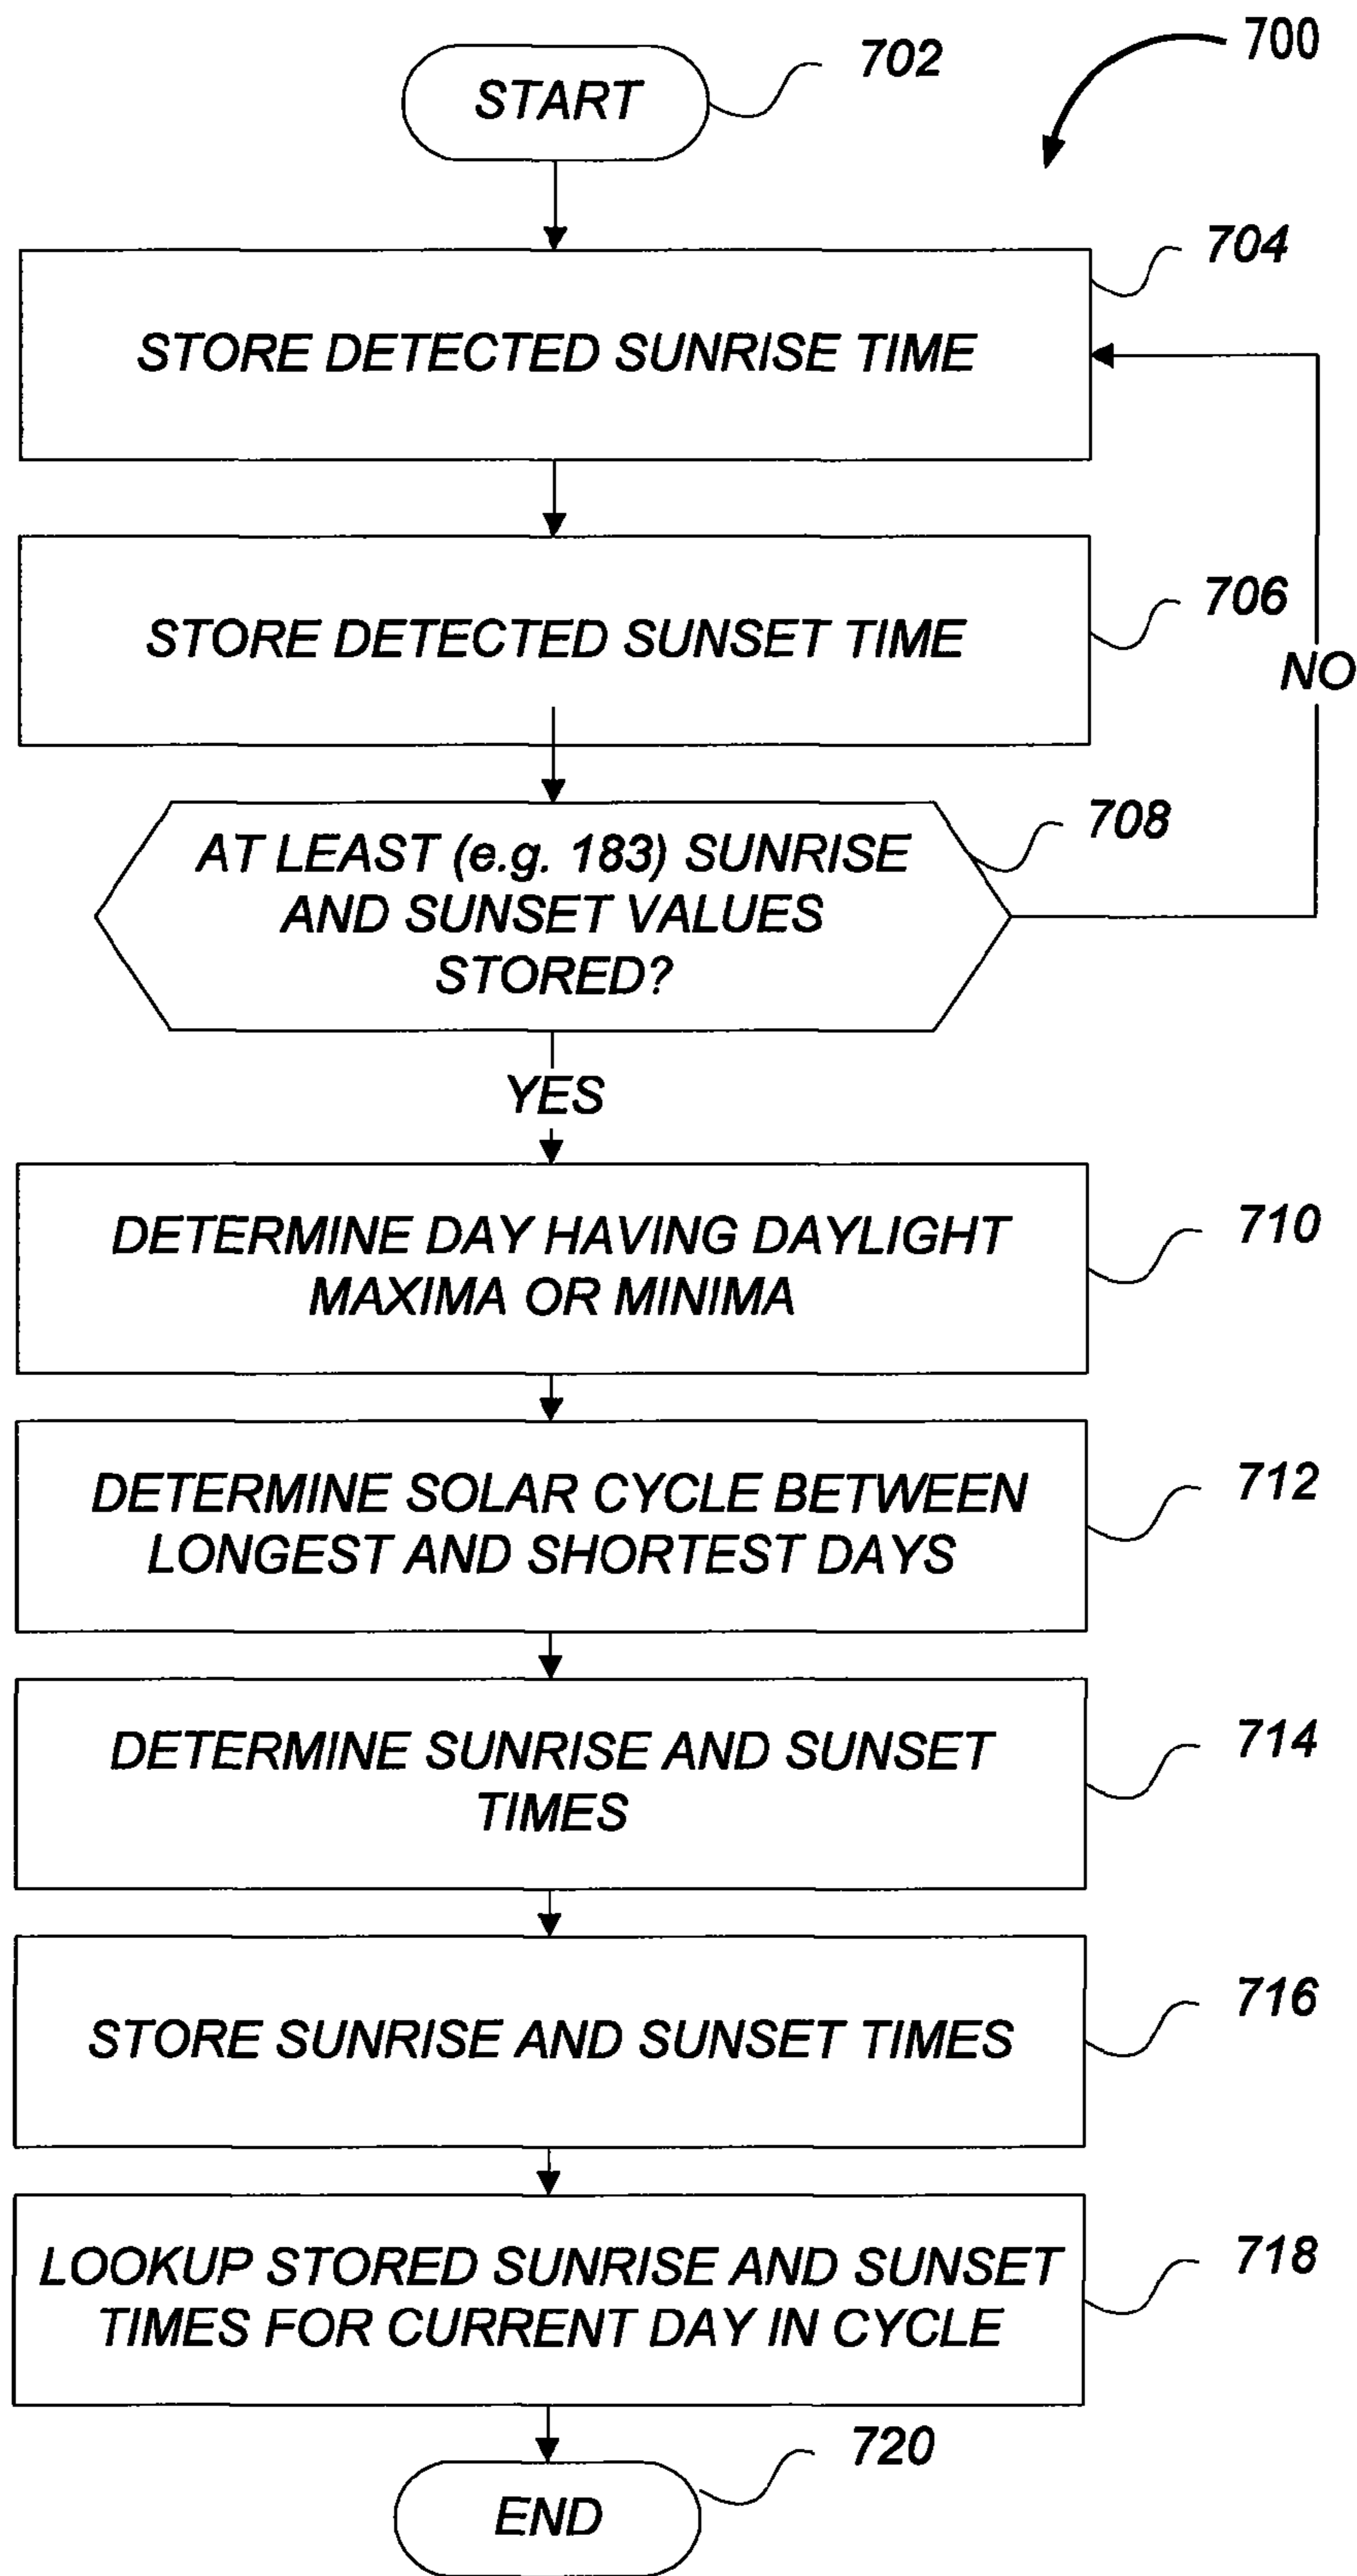 700
START
702
STORE DETECTED SUNRISE TIME
704
STORE DETECTED SUNSET TIME
706
NO
AT LEAST (e.g. 183) SUNRISE
AND SUNSET VALUES
STORED?
708
YES
DETERMINE DAY HAVING DAYLIGHT
MAXIMA OR MINIMA
710
DETERMINE SOLAR CYCLE BETWEEN
LONGEST AND SHORTEST DAYS
712
DETERMINE SUNRISE AND SUNSET
TIMES
714
STORE SUNRISE AND SUNSET TIMES
716
LOOKUP STORED SUNRISE AND SUNSET
TIMES FOR CURRENT DAY IN CYCLE
718
END
720